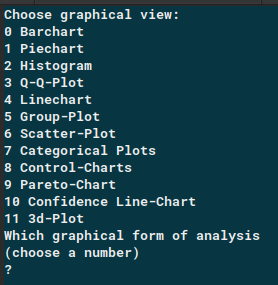 Choose graphical view:
0 Barchart
1 Piechart
2 Histogram
3 Q-Q-Plot
4 Linechart
5 Group-Plot
6 Scatter-Plot
7 Categorical Plots
8 Control-Charts
9 Pareto-Chart
10 Confidence Line-Chart
11 3d-Plot
Which graphical form of analysis
(choose a number)
?